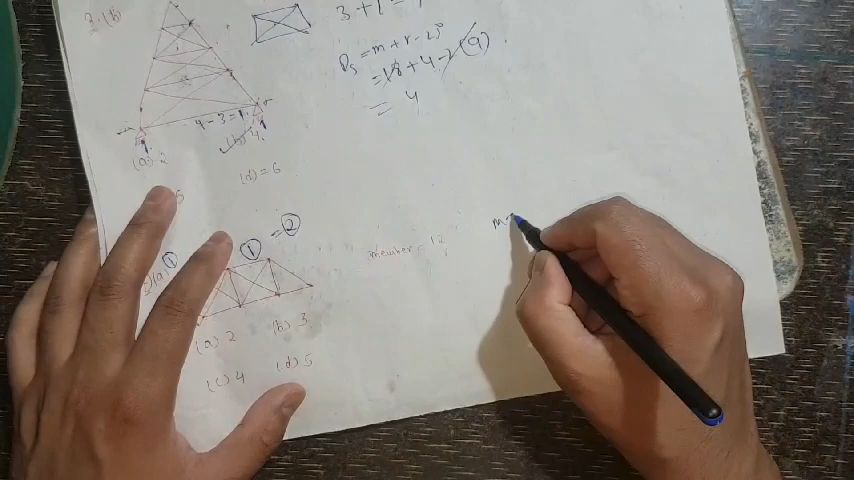 3.(b)
Ds = m + r - 2j
= 18 + 4 - 2(9)
= 4
4-3=1
(a) 2
(b) 4
(d) = 6
1
= 2
member = 12
m =
(a) 2
(b) 3
(c) 4
(d) 5